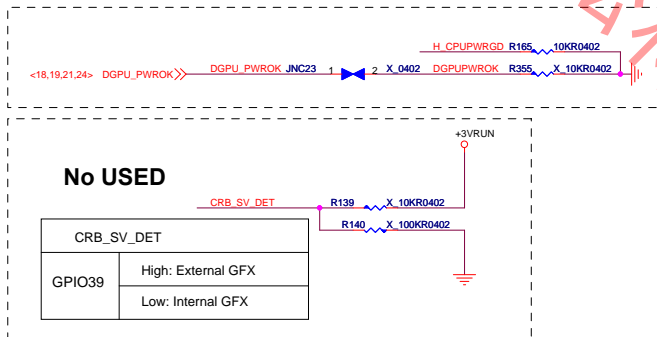 H_CPUPWRGD R165 10KR0402
<18,19,21,24> DGPU_PWROK DGPU_PWROK JNC23 1 2 X_0402 DGPUPWROK R355 X_10KR0402
+3VRUN
No USED
CRB_SV_DET R139 X_10KR0402
R140 X_100KR0402
CRB_SV_DET
GPIO39
High: External GFX
Low: Internal GFX